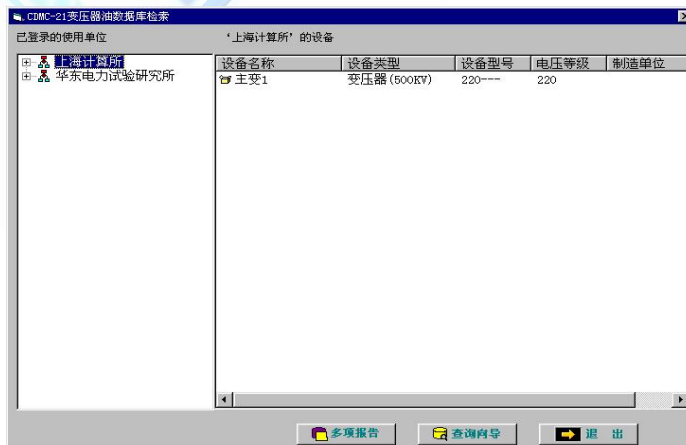 CDMC-21变压器油数据库检索
已登录的使用单位
‘上海计算所’的设备
上海计算所
华东电力试验研究所
设备名称 设备类型 设备型号 电压等级 制造单位
主变1 变压器(500KV) 220--- 220
多项报告 查询向导 退 出